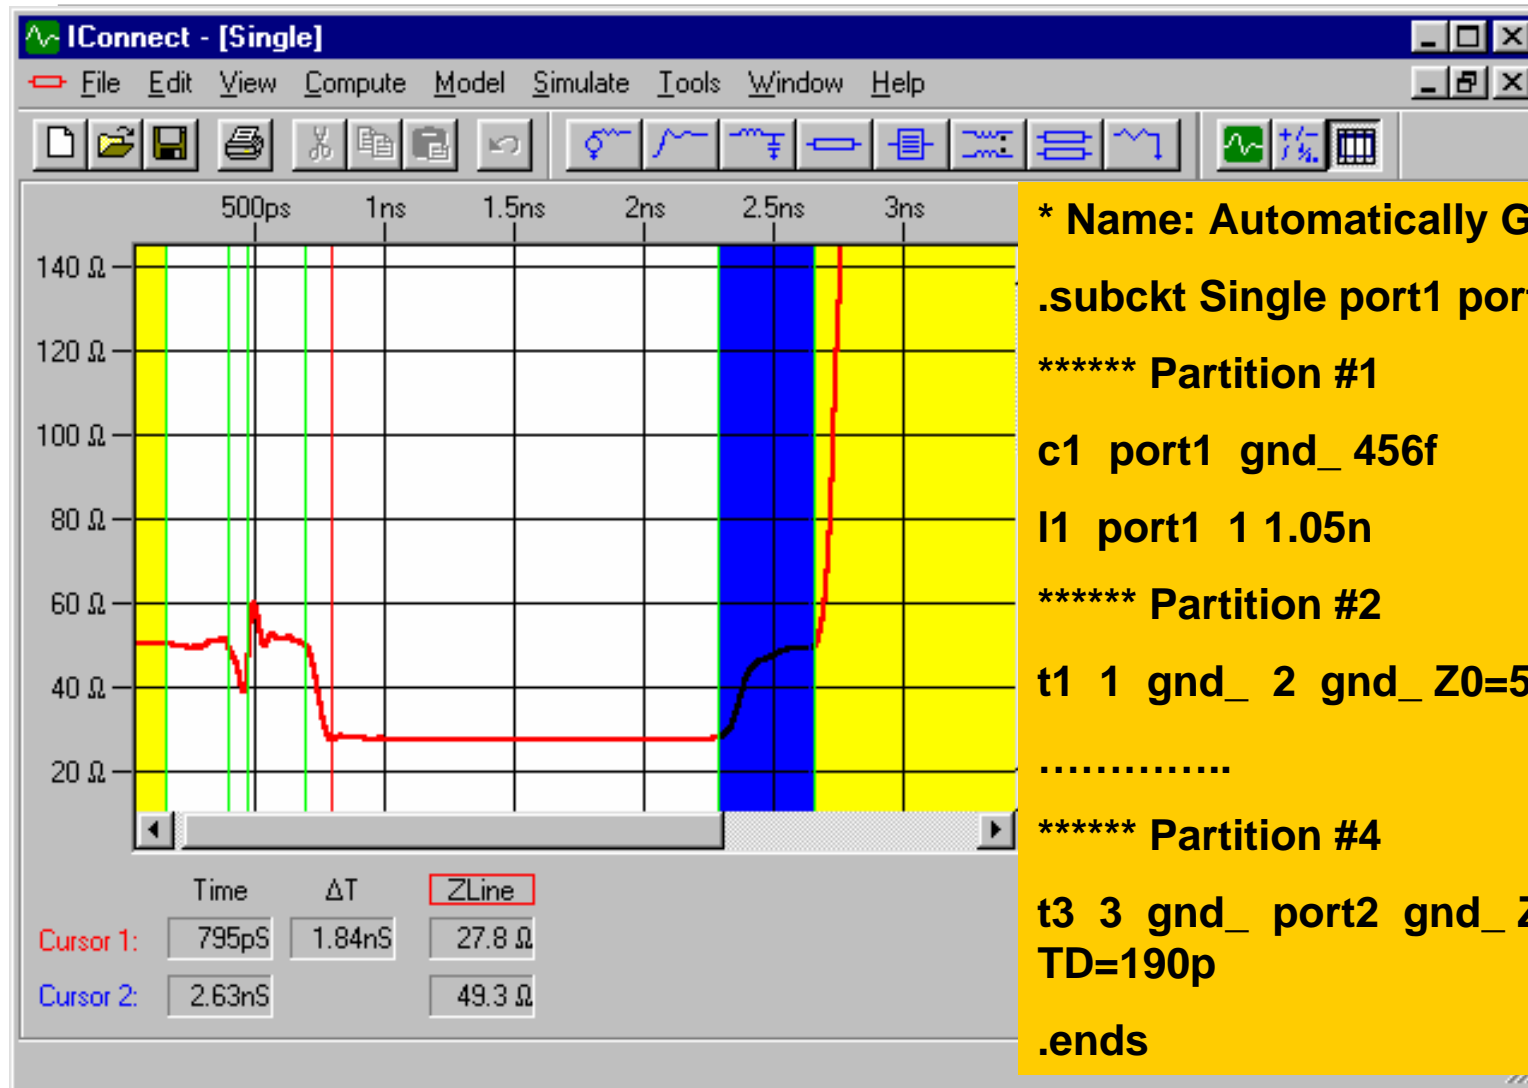 IConnect - [Single]
File Edit View Compute Model Simulate Tools Window Help
500ps 1ns 1.5ns 2ns 2.5ns 3ns
140 Ω
120 Ω
100 Ω
80 Ω
60 Ω
40 Ω
20 Ω
Time ΔT ZLine
Cursor 1: 795pS 1.84nS 27.8 Ω
Cursor 2: 2.63nS 49.3 Ω
* Name: Automatically G
.subckt Single port1 por
****** Partition #1
c1 port1 gnd_ 456f
l1 port1 1 1.05n
****** Partition #2
t1 1 gnd_ 2 gnd_ Z0=5
…………..
****** Partition #4
t3 3 gnd_ port2 gnd_ Z
TD=190p
.ends